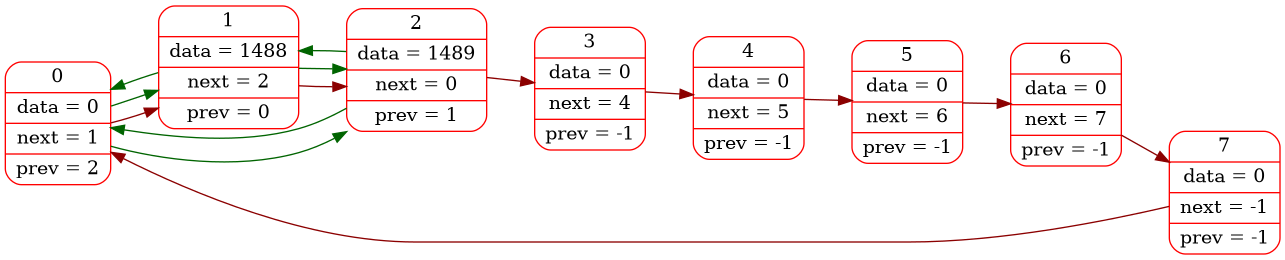 0
data = 0
next = 1
prev = 2
1
data = 1488
next = 2
prev = 0
2
data = 1489
next = 0
prev = 1
3
data = 0
next = 4
prev = -1
4
data = 0
next = 5
prev = -1
5
data = 0
next = 6
prev = -1
6
data = 0
next = 7
prev = -1
7
data = 0
next = -1
prev = -1